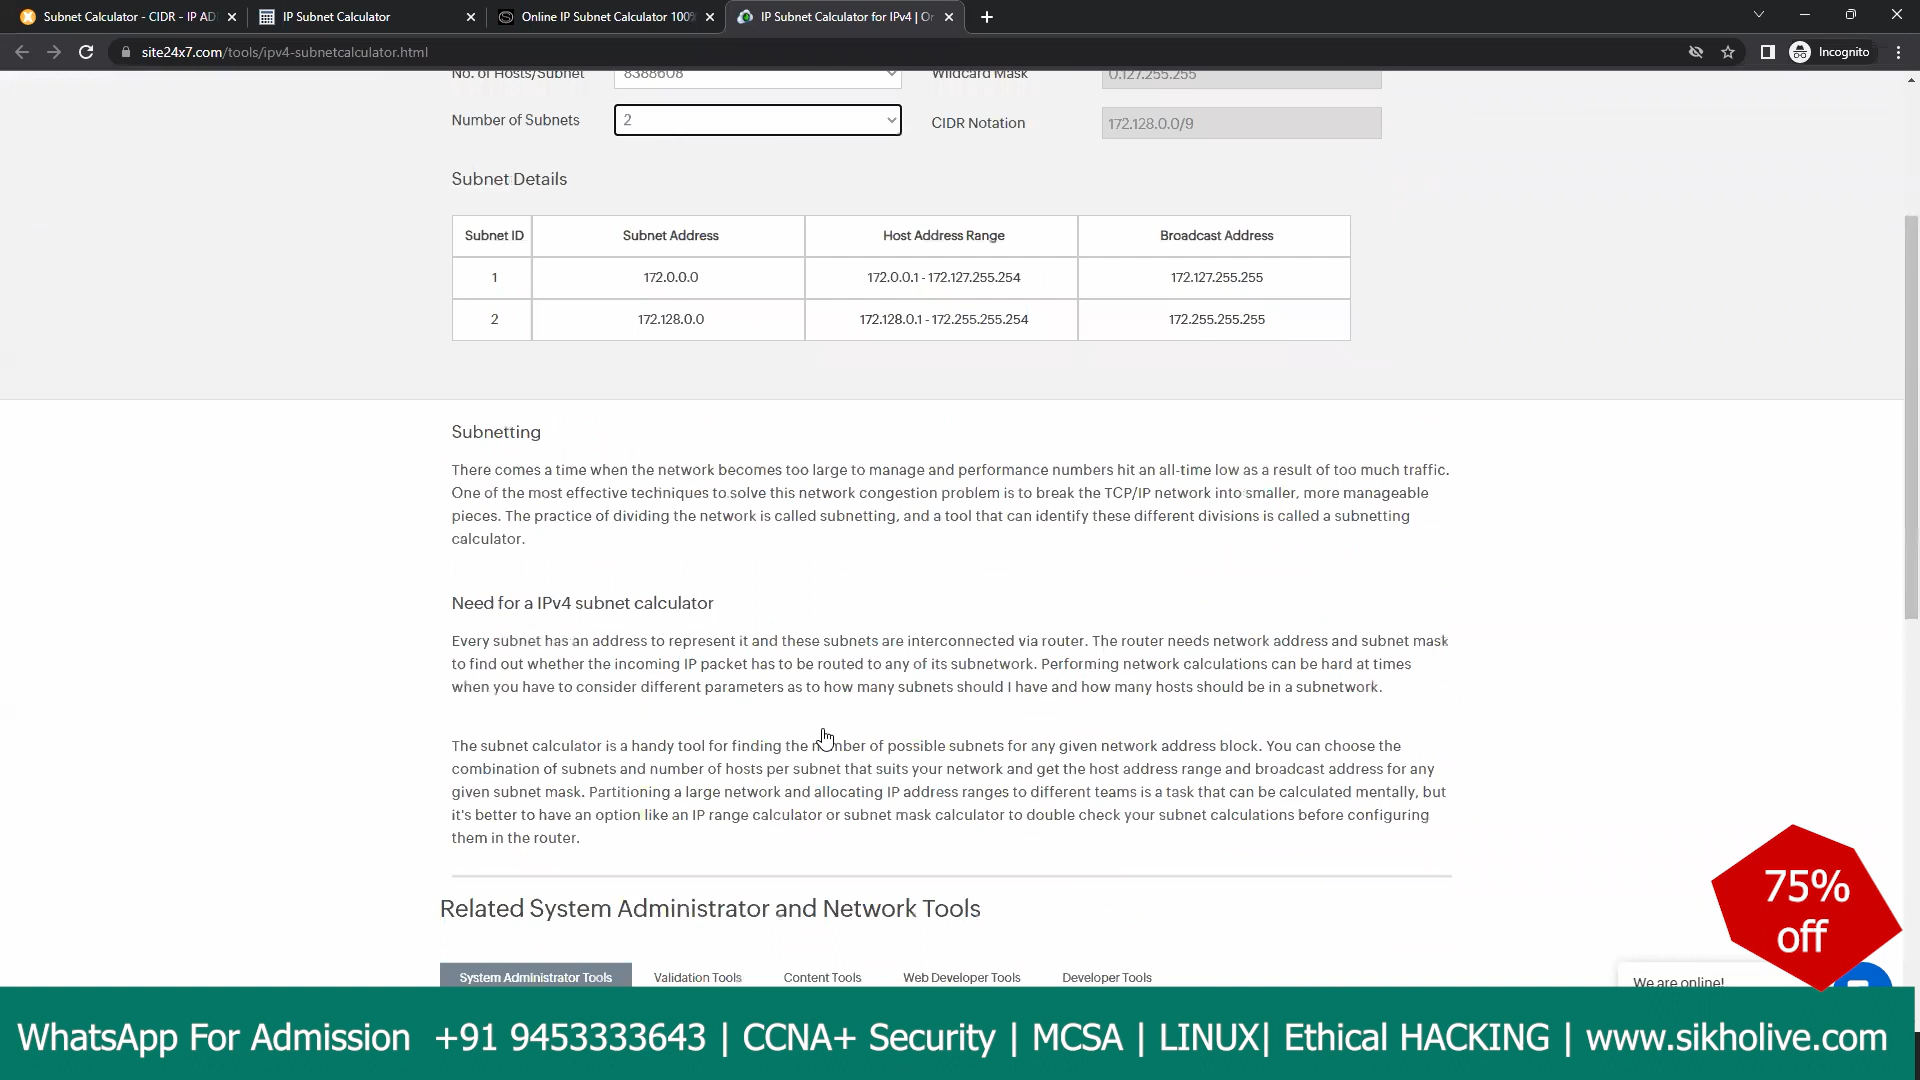 Subnet Calculator - CIDR - IP AD
IP Subnet Calculator
Online IP Subnet Calculator 100%
IP Subnet Calculator for IPv4 | Or
site24x7.com/tools/ipv4-subnetcalculator.html
Incognito
No. of Hosts/Subnet 8388608 Wildcard Mask 0.127.255.255
Number of Subnets 2 CIDR Notation 172.128.0.0/9
Subnet Details
Subnet ID Subnet Address Host Address Range Broadcast Address
1 172.0.0.0 172.0.0.1 - 172.127.255.254 172.127.255.255
2 172.128.0.0 172.128.0.1 - 172.255.255.254 172.255.255.255
Subnetting
There comes a time when the network becomes too large to manage and performance numbers hit an all-time low as a result of too much traffic.
One of the most effective techniques to solve this network congestion problem is to break the TCP/IP network into smaller, more manageable
pieces. The practice of dividing the network is called subnetting, and a tool that can identify these different divisions is called a subnetting
calculator.
Need for a IPv4 subnet calculator
Every subnet has an address to represent it and these subnets are interconnected via router. The router needs network address and subnet mask
to find out whether the incoming IP packet has to be routed to any of its subnetwork. Performing network calculations can be hard at times
when you have to consider different parameters as to how many subnets should I have and how many hosts should be in a subnetwork.
The subnet calculator is a handy tool for finding the number of possible subnets for any given network address block. You can choose the
combination of subnets and number of hosts per subnet that suits your network and get the host address range and broadcast address for any
given subnet mask. Partitioning a large network and allocating IP address ranges to different teams is a task that can be calculated mentally, but
it's better to have an option like an IP range calculator or subnet mask calculator to double check your subnet calculations before configuring
them in the router.
Related System Administrator and Network Tools
System Administrator Tools Validation Tools Content Tools Web Developer Tools Developer Tools
We are online!
75%
off
WhatsApp For Admission +91 9453333643 | CCNA+ Security | MCSA | LINUX| Ethical HACKING | www.sikholive.com